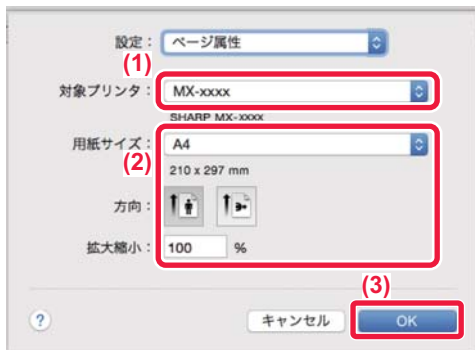 設定： ページ属性
(1)
対象プリンタ： MX-xxxx
SHARP MX-xxxx
用紙サイズ： A4
(2)
210 x 297 mm
方向：
拡大縮小： 100 %
(3)
? キャンセル OK